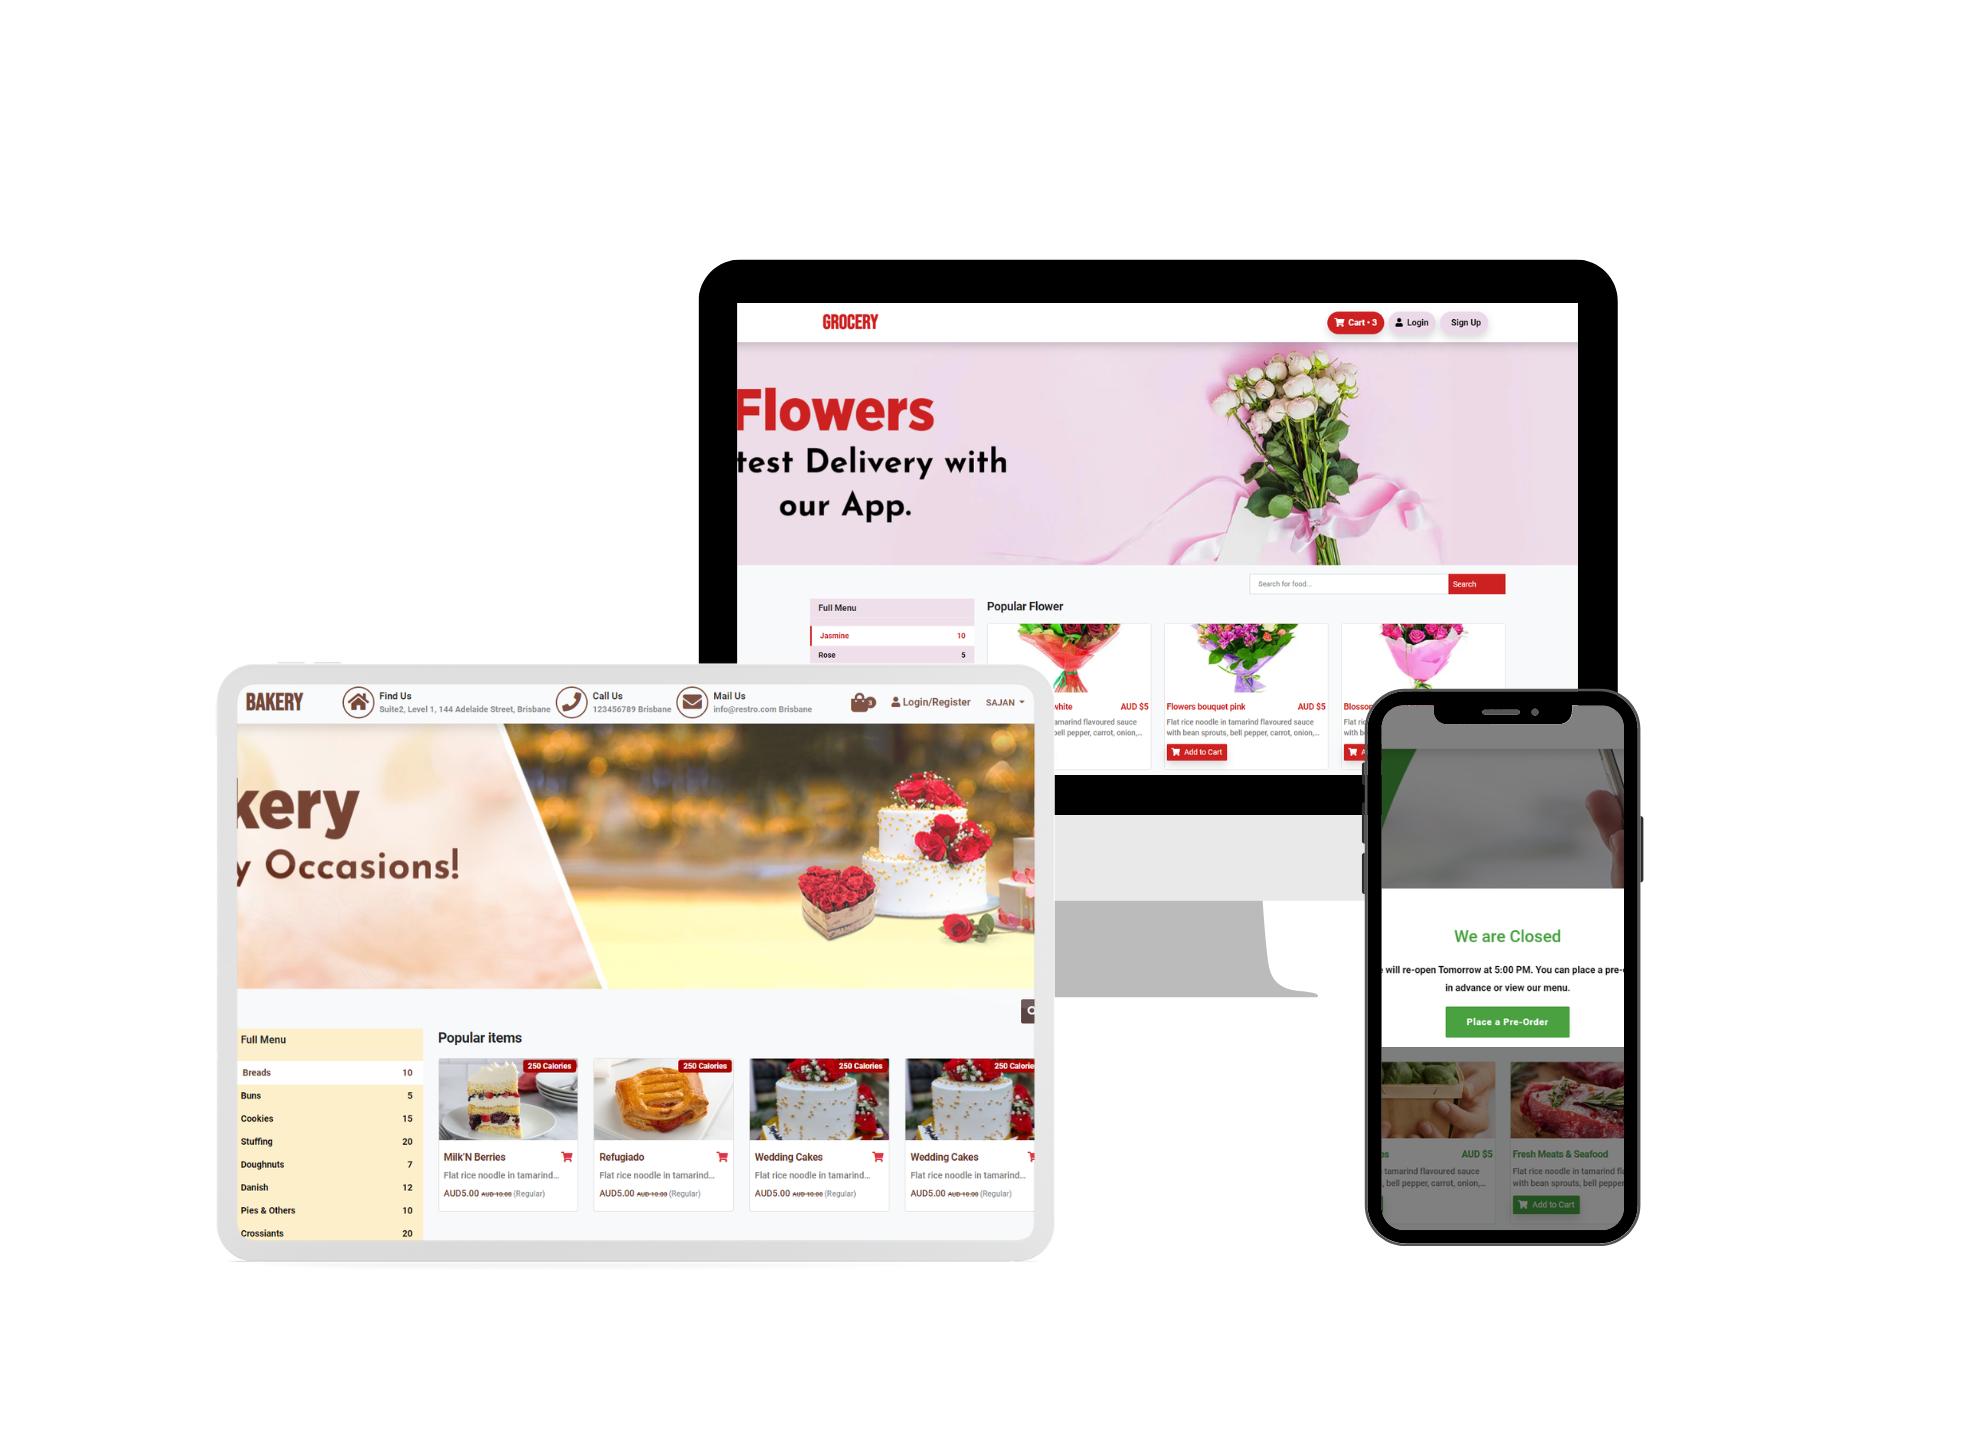 GROCERY
Cart • 3
Login
Sign Up
Flowers
test Delivery with
our App.
Search for food...
Search
Full Menu
Jasmine 10
Rose 5
Popular Flower
white AUD $5
amarind flavoured sauce
bell pepper, carrot, onion,...
Flowers bouquet pink AUD $5
Flat rice noodle in tamarind flavoured sauce
with bean sprouts, bell pepper, carrot, onion,...
Add to Cart
Flat ri
with b
BAKERY
Find Us
Suite2, Level 1, 144 Adelaide Street, Brisbane
Call Us
123456789 Brisbane
Mail Us
info@restro.com Brisbane
3
Login/Register
SAJAN
kery
y Occasions!
Full Menu
Breads 10
Buns 5
Cookies 15
Stuffing 20
Doughnuts 7
Danish 12
Pies & Others 10
Crossiants 20
Popular items
250 Calories
Milk'N Berries
Flat rice noodle in tamarind...
AUD5.00 AUD 10.00 (Regular)
250 Calories
Refugiado
Flat rice noodle in tamarind...
AUD5.00 AUD 10.00 (Regular)
250 Calories
Wedding Cakes
Flat rice noodle in tamarind...
AUD5.00 AUD 10.00 (Regular)
250 Calorie
Wedding Cakes
Flat rice noodle in tamarind...
AUD5.00 AUD 10.00 (Regular)
We are Closed
will re-open Tomorrow at 5:00 PM. You can place a pre-
in advance or view our menu.
Place a Pre-Order
es AUD $5
tamarind flavoured sauce
, bell pepper, carrot, onion,...
Fresh Meats & Seafood
Flat rice noodle in tamarind fla
with bean sprouts, bell pepper
Add to Cart